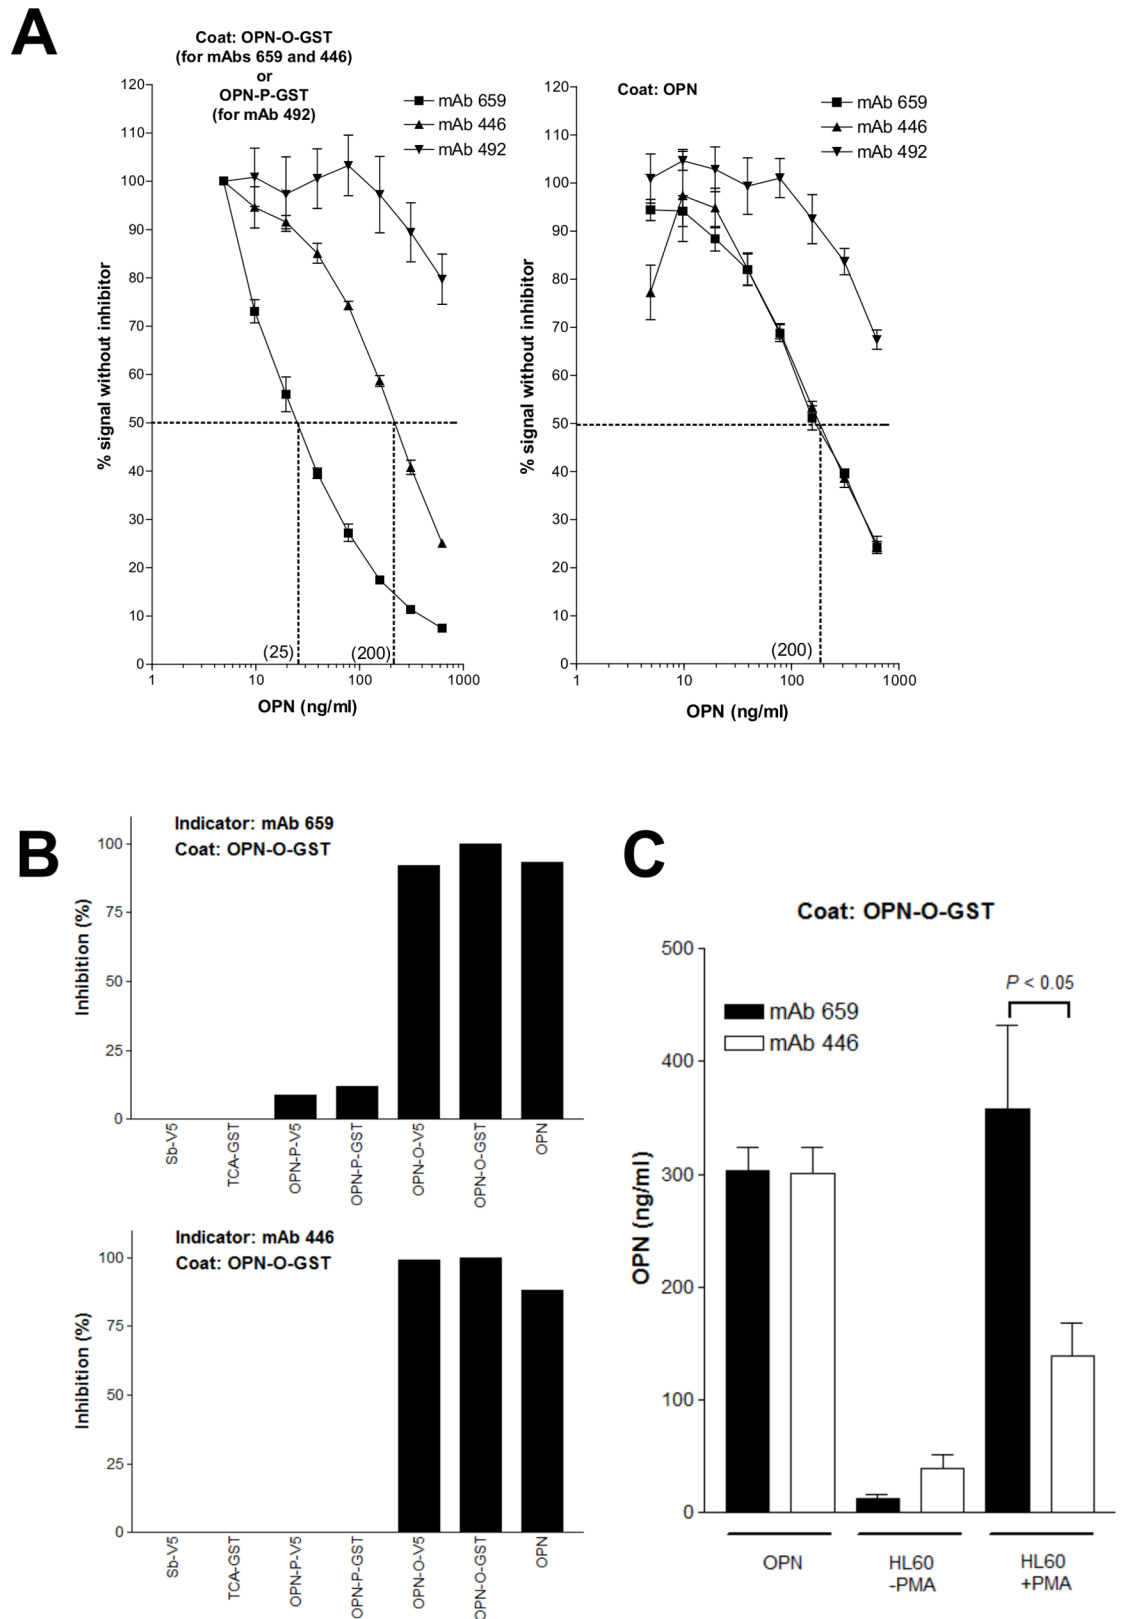 A
Coat: OPN-O-GST
(for mAbs 659 and 446)
or
OPN-P-GST
(for mAb 492)
mAb 659
mAb 446
mAb 492
120
110
100
90
80
70
60
50
40
30
20
10
0
% signal without inhibitor
(25)
(200)
1
10
100
1000
OPN (ng/ml)
Coat: OPN
mAb 659
mAb 446
mAb 492
120
110
100
90
80
70
60
50
40
30
20
10
0
% signal without inhibitor
(200)
1
10
100
1000
OPN (ng/ml)
B
Indicator: mAb 659
Coat: OPN-O-GST
100
75
50
25
0
Inhibition (%)
Sb-V5
TCA-GST
OPN-P-V5
OPN-P-GST
OPN-O-V5
OPN-O-GST
OPN
Indicator: mAb 446
Coat: OPN-O-GST
100
75
50
25
0
Inhibition (%)
Sb-V5
TCA-GST
OPN-P-V5
OPN-P-GST
OPN-O-V5
OPN-O-GST
OPN
C
Coat: OPN-O-GST
500
400
300
200
100
0
OPN (ng/ml)
mAb 659
mAb 446
P < 0.05
OPN
HL60
-PMA
HL60
+PMA